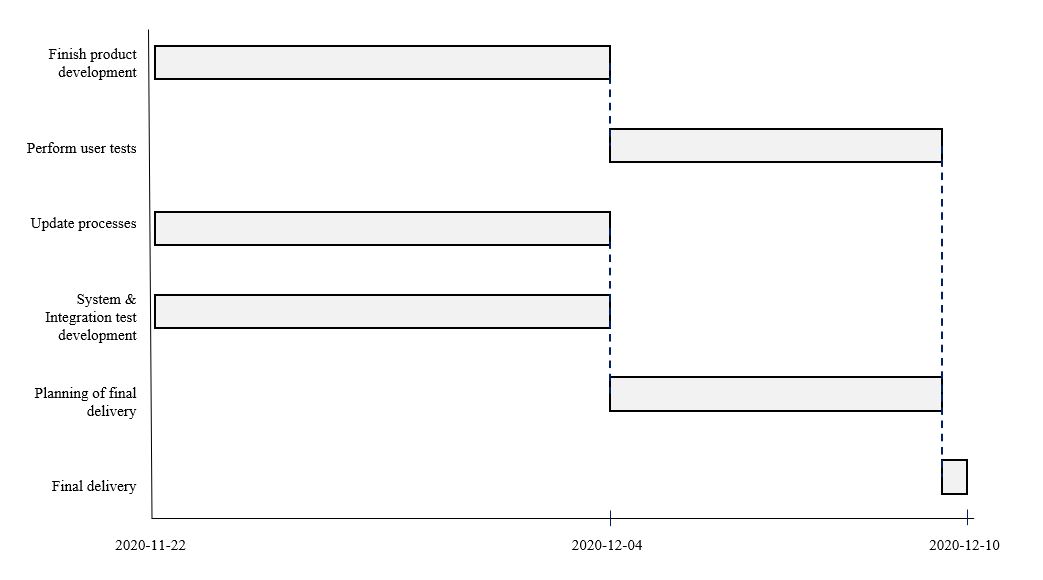 Finish product
development
Perform user tests
Update processes
System &
Integration test
development
Planning of final
delivery
Final delivery
2020-11-22
2020-12-04
2020-12-10